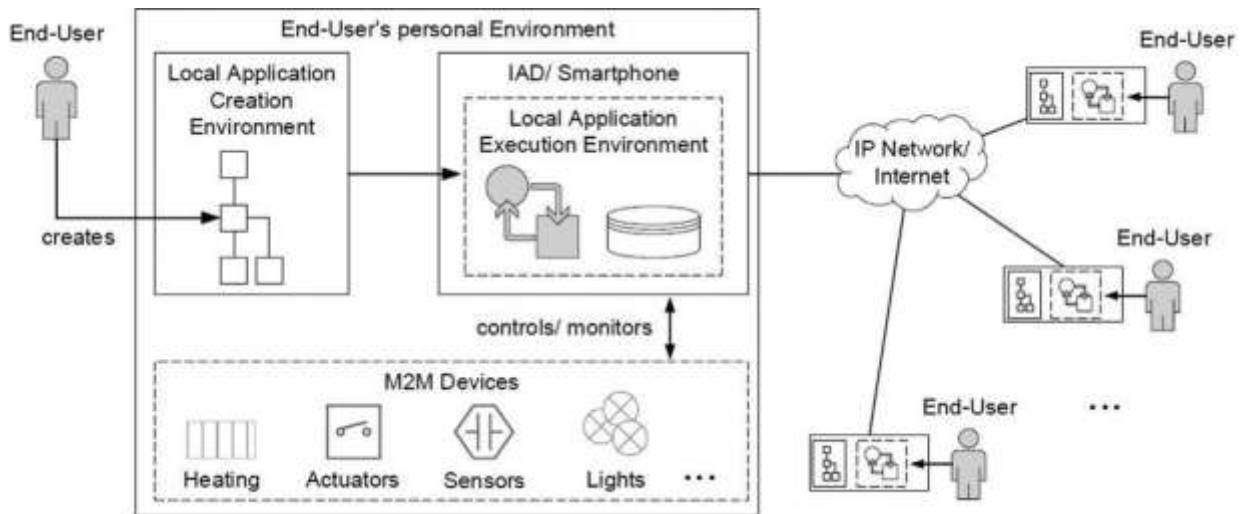 End-User
creates
End-User's personal Environment
Local Application
Creation
Environment
IAD/ Smartphone
Local Application
Execution Environment
controls/ monitors
M2M Devices
Heating
Actuators
Sensors
Lights
...
IP Network/
Internet
End-User
End-User
End-User
...